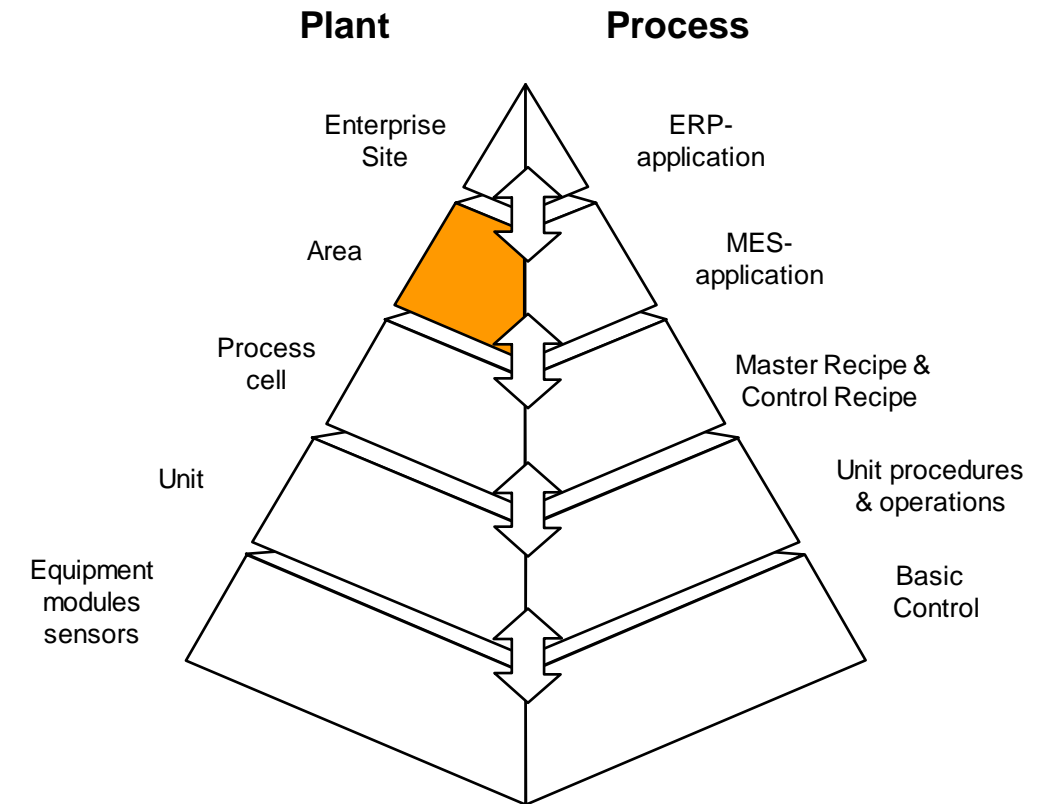 Plant
Process
Enterprise
Site
ERP-
application
Area
MES-
application
Process
cell
Master Recipe &
Control Recipe
Unit
Unit procedures
& operations
Equipment
modules
sensors
Basic
Control